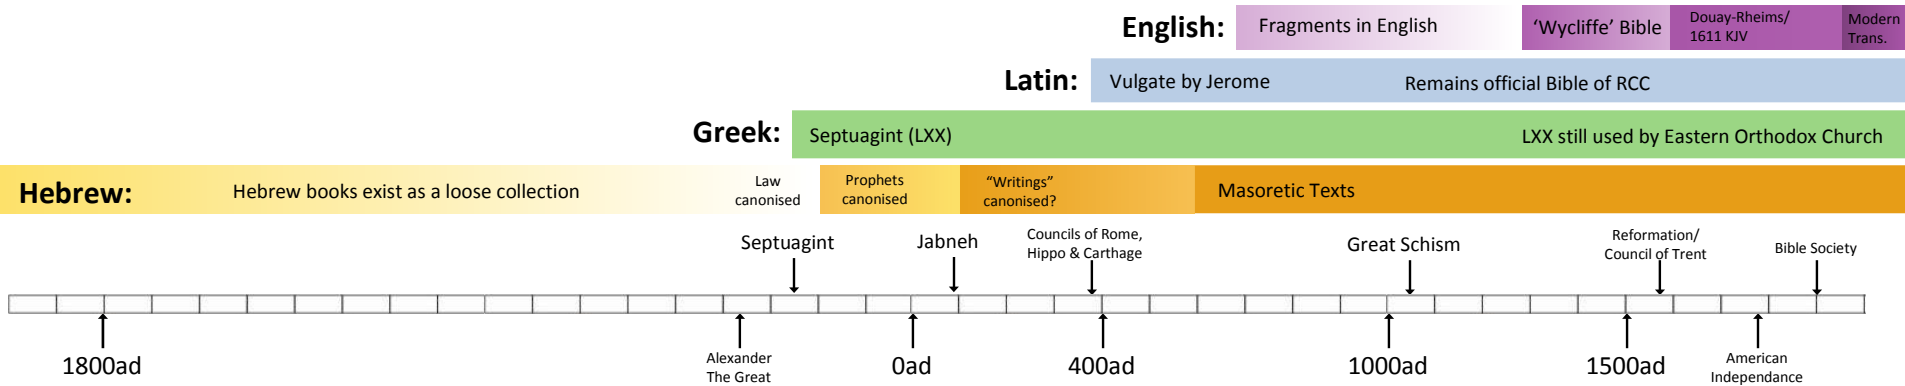 English:
Fragments in English
‘Wycliffe’ Bible
Douay-Rheims/
1611 KJV
Modern
Trans.
Latin:
Vulgate by Jerome
Remains official Bible of RCC
Greek:
Septuagint (LXX)
LXX still used by Eastern Orthodox Church
Hebrew:
Hebrew books exist as a loose collection
Law
canonised
Prophets
canonised
“Writings”
canonised?
Masoretic Texts
Septuagint
Jabneh
Councils of Rome,
Hippo & Carthage
Great Schism
Reformation/
Council of Trent
Bible Society
1800ad
Alexander
The Great
0ad
400ad
1000ad
1500ad
American
Independance